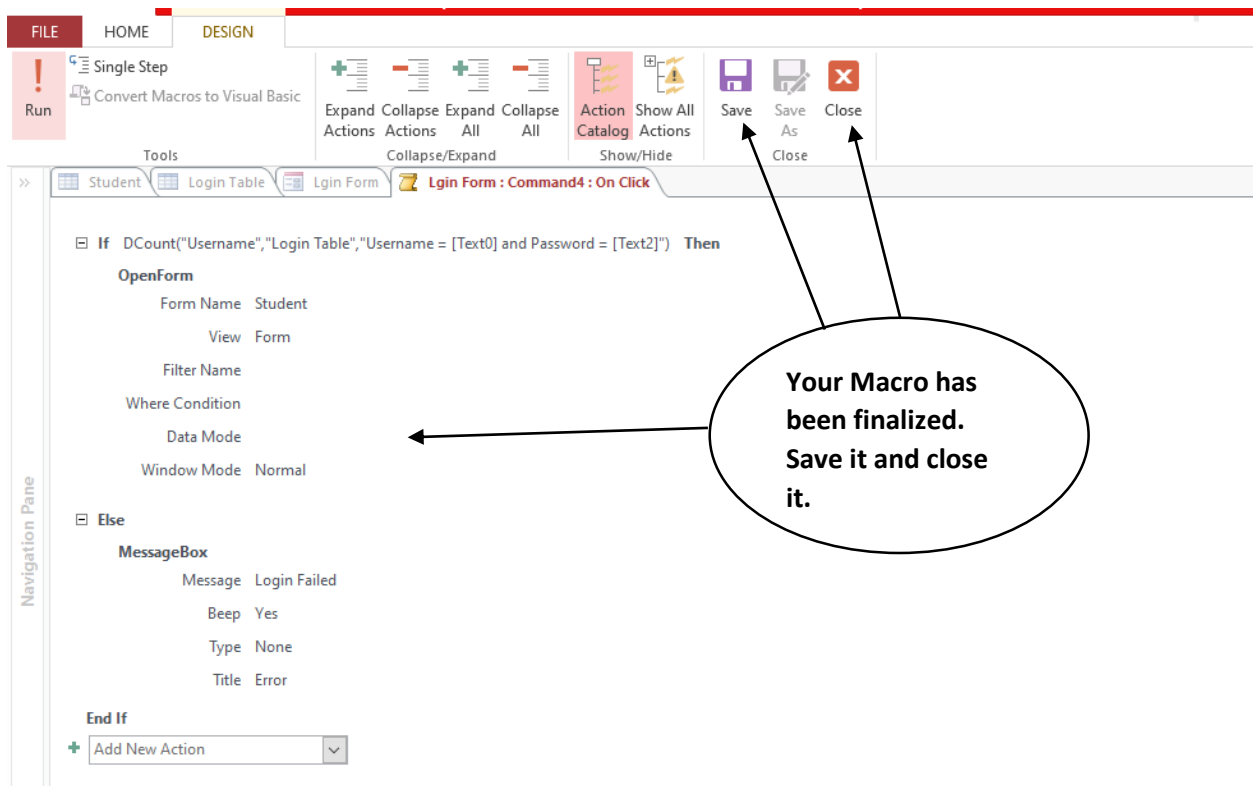 FILE HOME DESIGN
Single Step
Convert Macros to Visual Basic
Run
Expand Collapse Expand Collapse
Actions Actions All All
Action Show All
Catalog Actions
Save Save Close
As
Tools Collapse/Expand Show/Hide Close
Student Login Table Lgin Form Lgin Form : Command4 : On Click
If DCount("Username","Login Table","Username = [Text0] and Password = [Text2]") Then
OpenForm
Form Name Student
View Form
Filter Name
Where Condition
Data Mode
Window Mode Normal
Else
MessageBox
Message Login Failed
Beep Yes
Type None
Title Error
End If
Add New Action
Navigation Pane
Your Macro has
been finalized.
Save it and close
it.